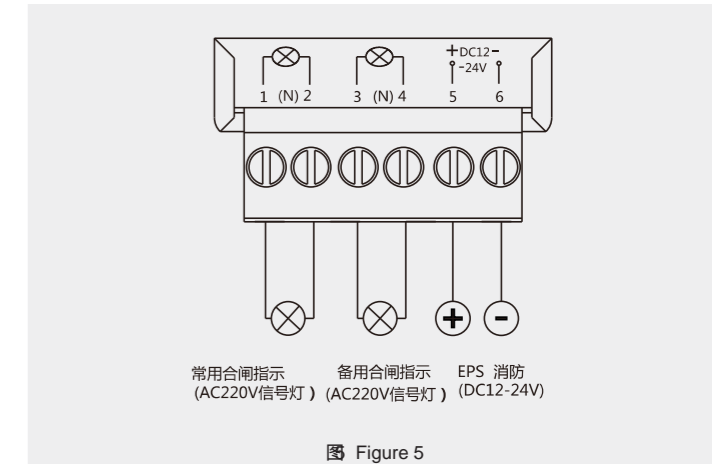 +DC12-
-24V
1 (N) 2 3 (N) 4 5 6
+ -
常用合闸指示 备用合闸指示 EPS 消防
(AC220V信号灯) (AC220V信号灯) (DC12-24V)
图5 Figure 5